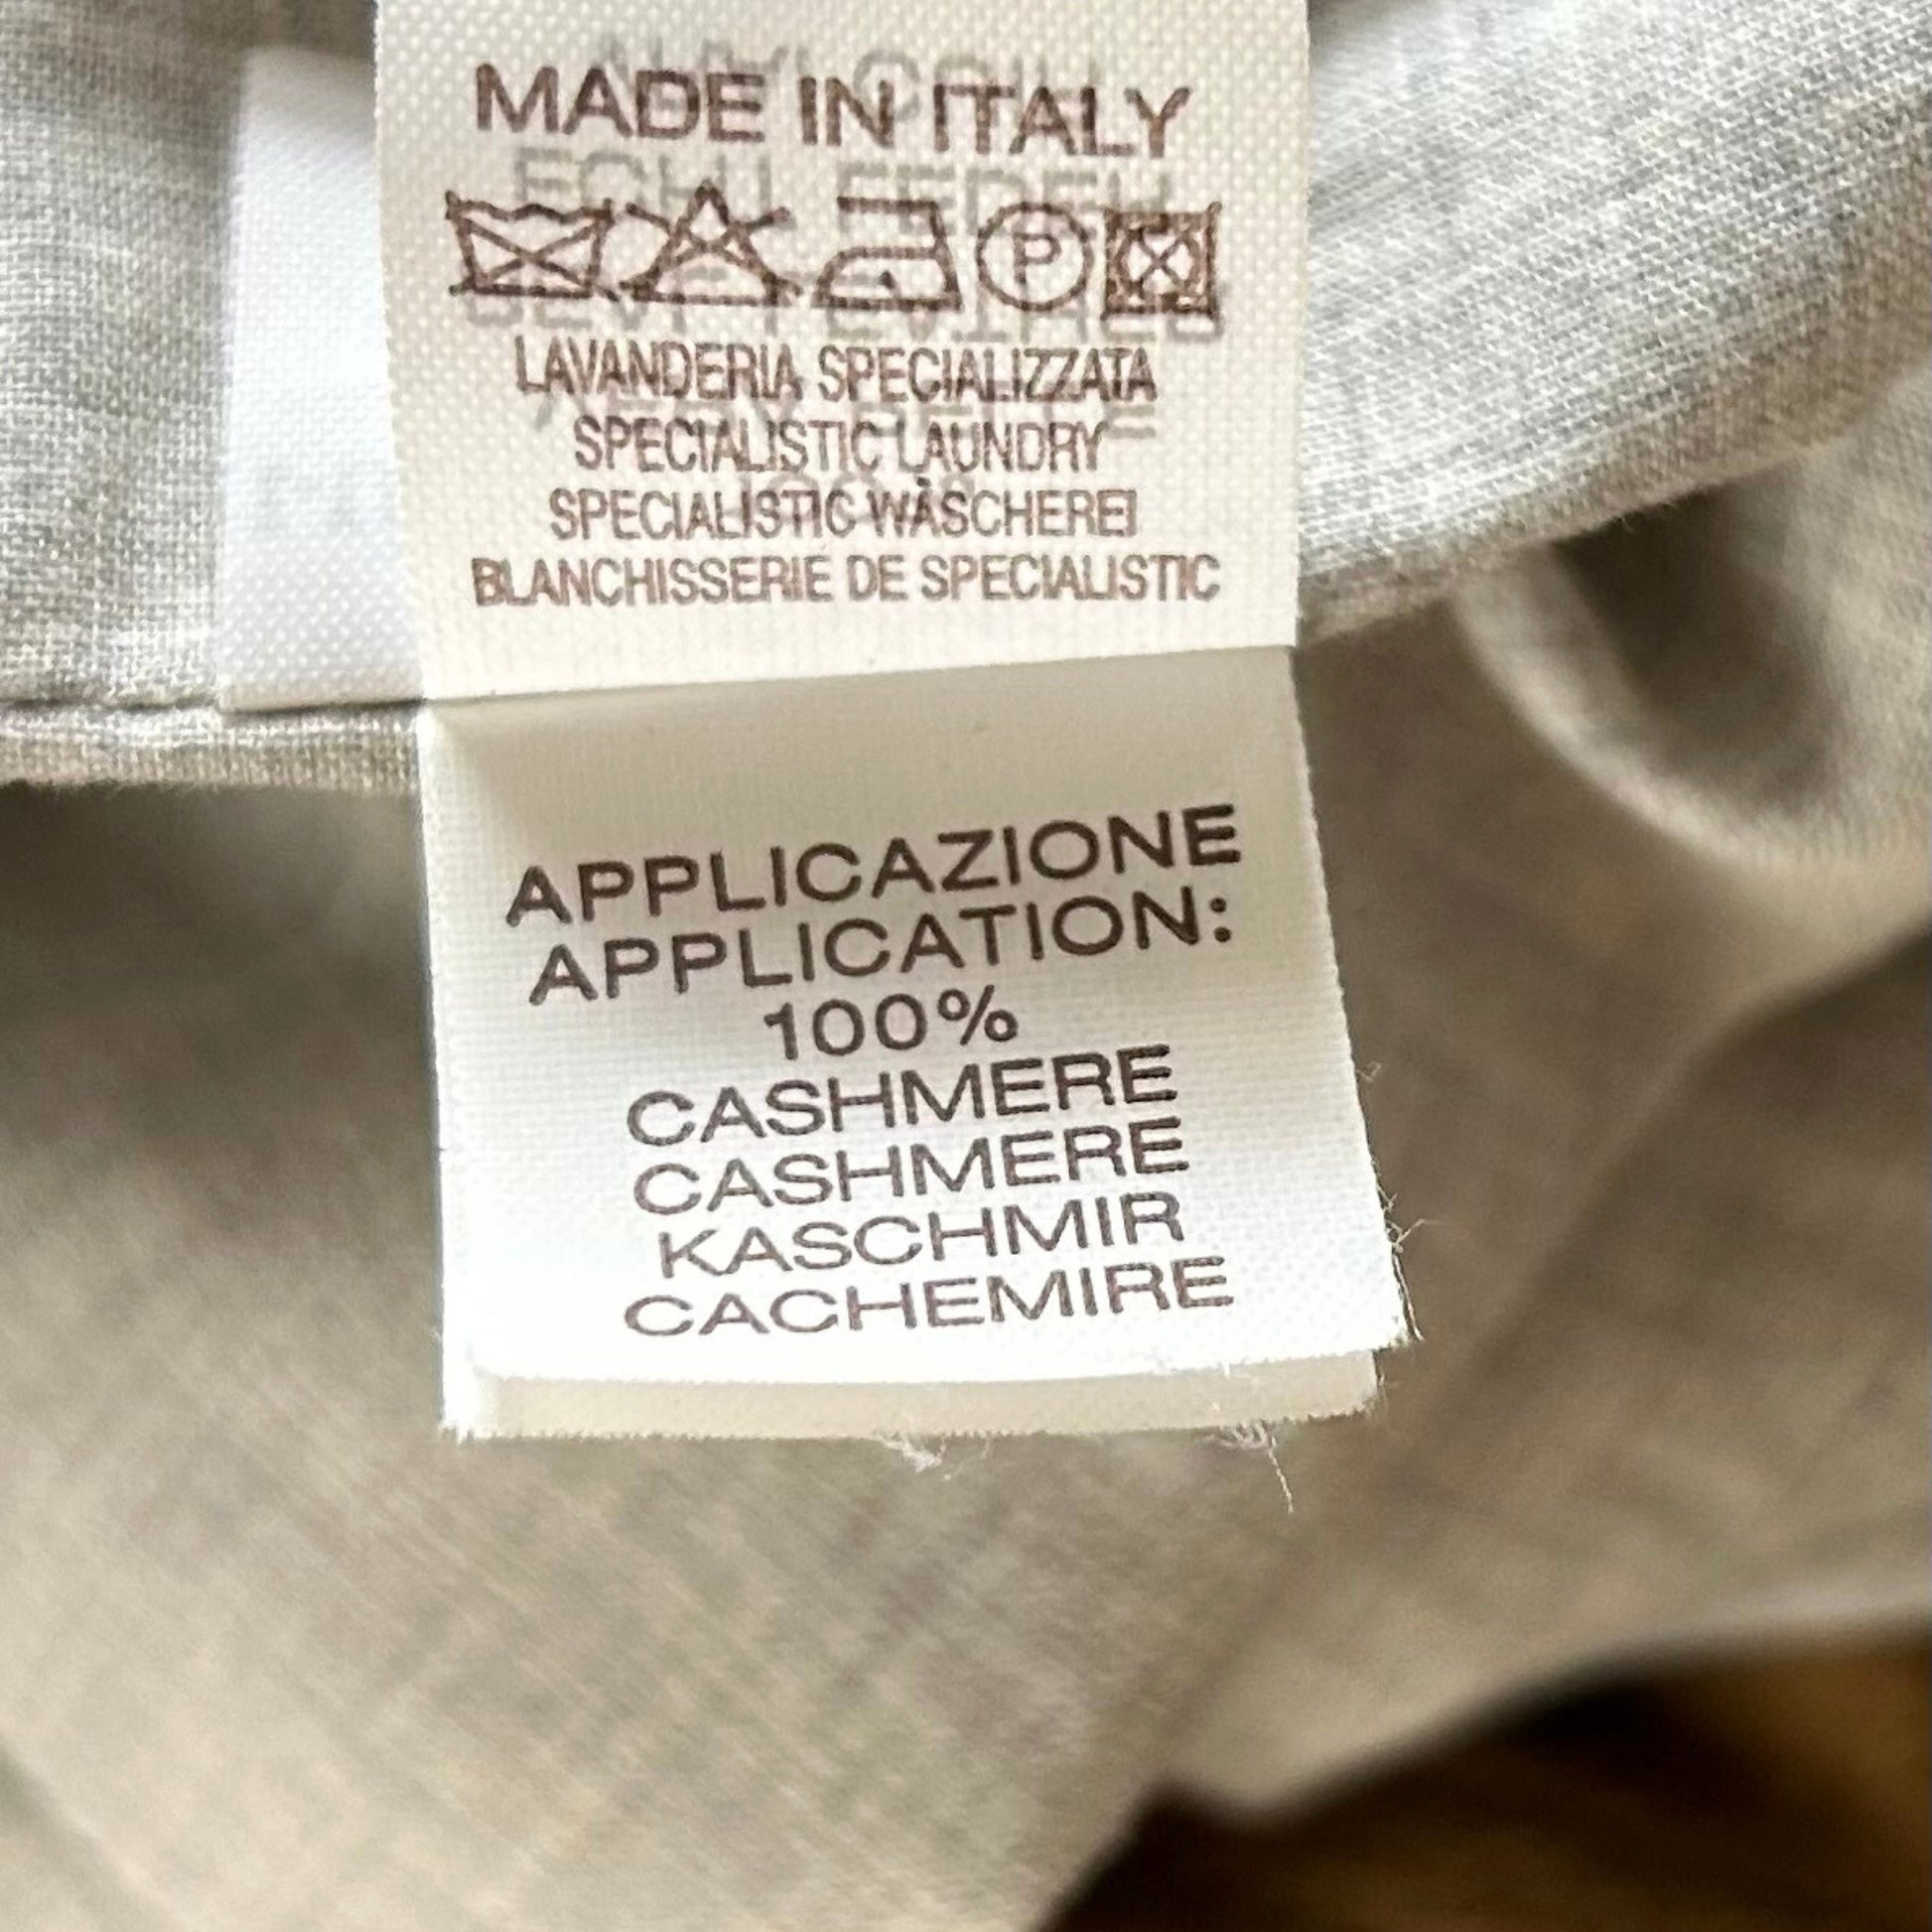 MADE IN ITALY
P
LAVANDERIA SPECIALIZZATA
SPECIALISTIC LAUNDRY
SPECIALISTIC WÄSCHEREI
BLANCHISSERIE DE SPECIALISTIC
APPLICAZIONE
APPLICATION:
100%
CASHMERE
CASHMERE
KASCHMIR
CACHEMIRE